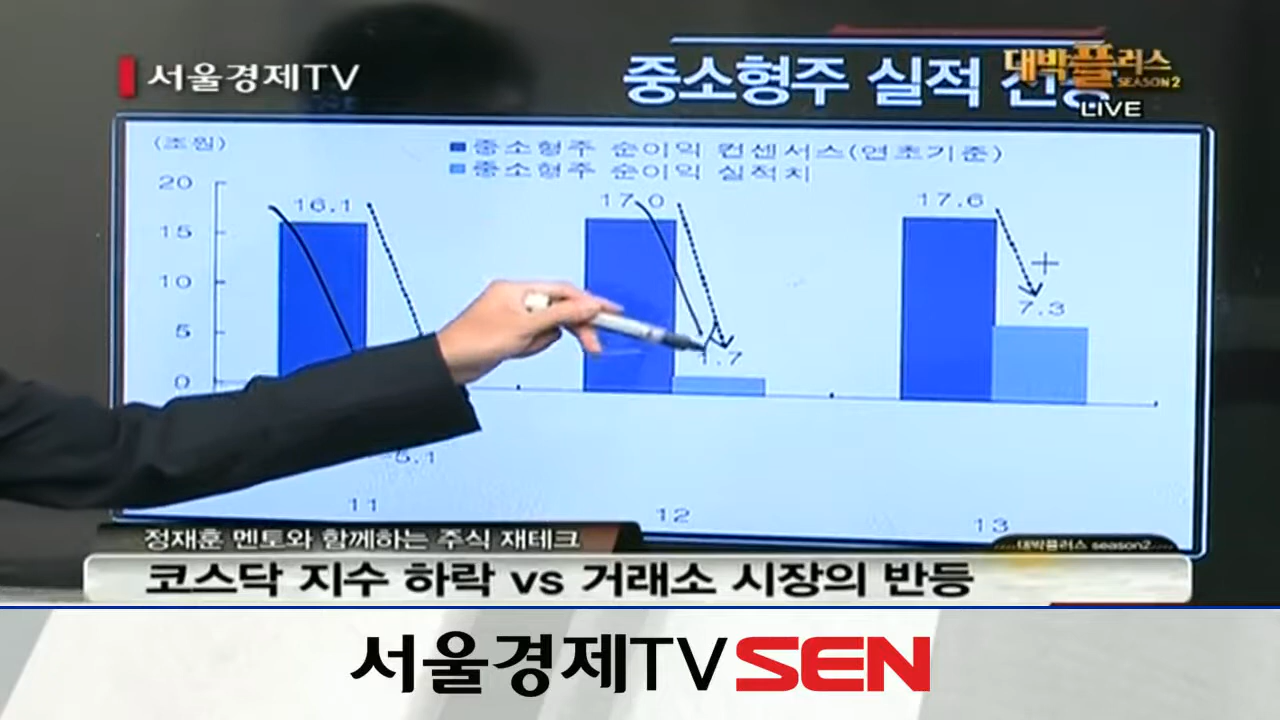 서울경제TV
중소형주 실적
대박플러스
SEASON2
LIVE
(조원)
중소형주 순이익 컨센서스(연초기준)
중소형주 순이익 실적치
20
15
10
5
0
16.1
17.0
17.6
7.3
1.7
5.1
11
12
13
정재훈 멘토와 함께하는 주식 재테크
대박플러스 season2
코스닥 지수 하락 vs 거래소 시장의 반등
서울경제TV SEN